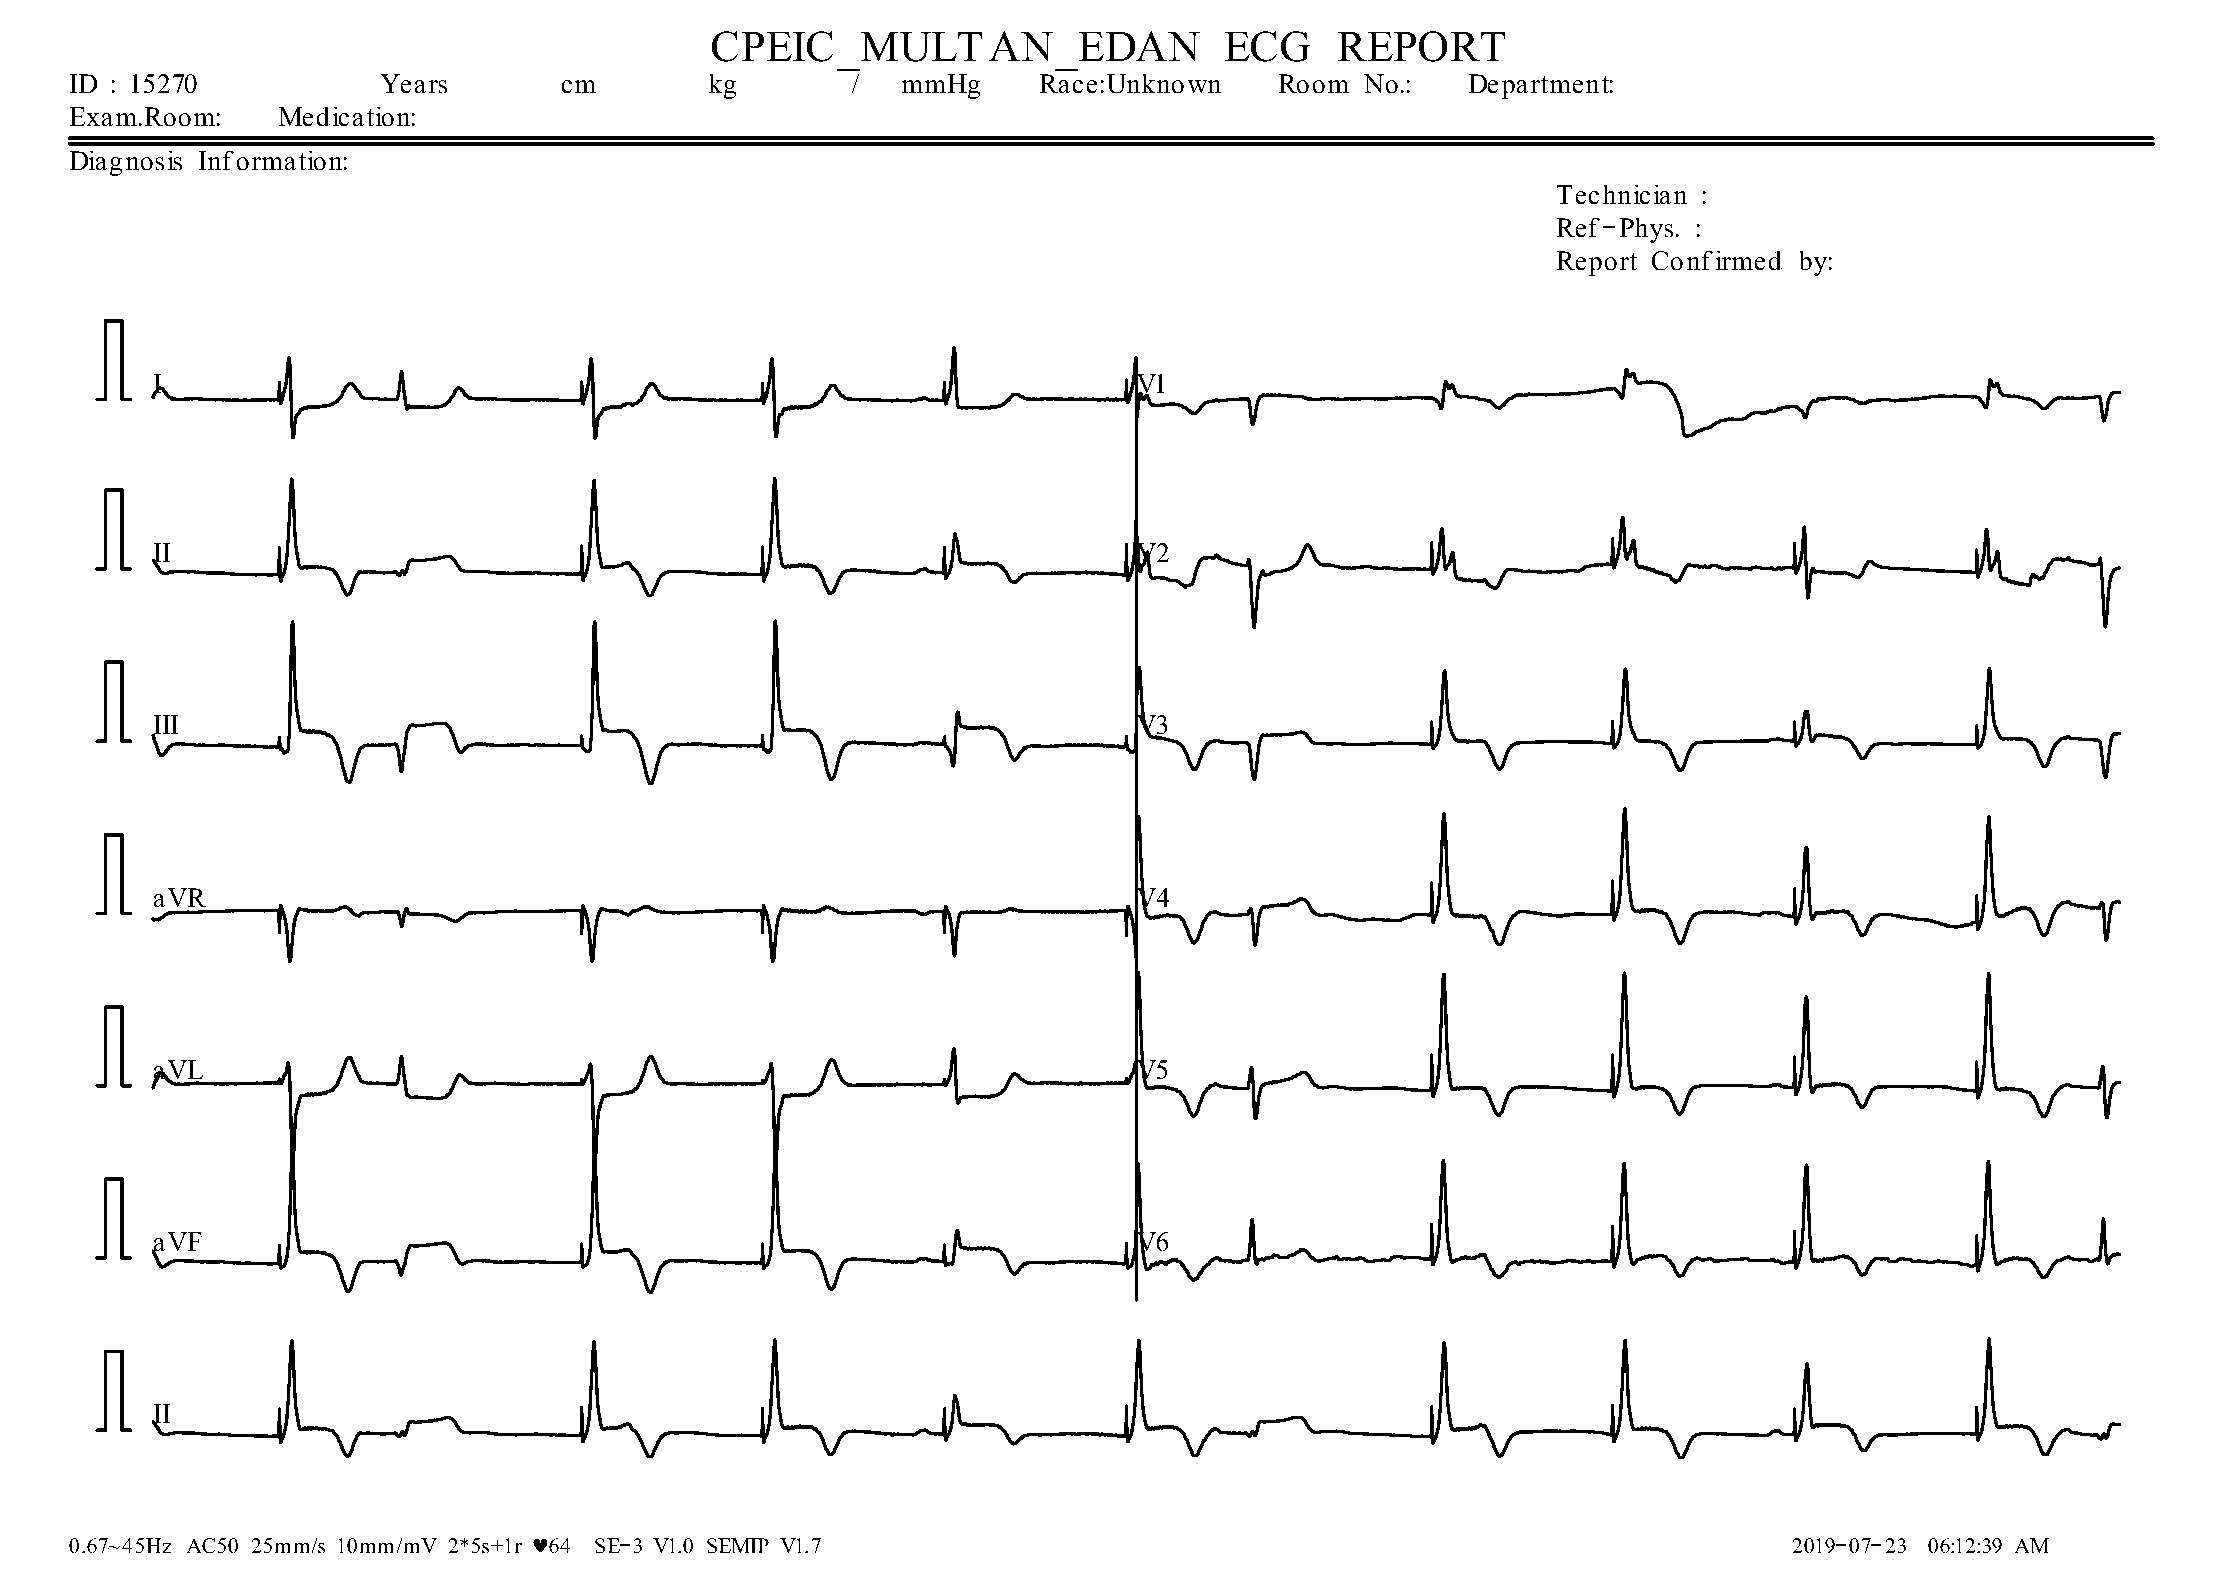 CPEIC_MULTAN_EDAN ECG REPORT
ID : 15270 Years cm kg / mmHg Race:Unknown Room No.: Department:
Exam.Room: Medication:
Diagnosis Information:
Technician :
Ref-Phys. :
Report Confirmed by:
I V1
II V2
III V3
aVR V4
aVL V5
aVF V6
II
0.67~45Hz AC50 25mm/s 10mm/mV 2*5s+1r ♥64 SE-3 V1.0 SEMIP V1.7 2019-07-23 06:12:39 AM